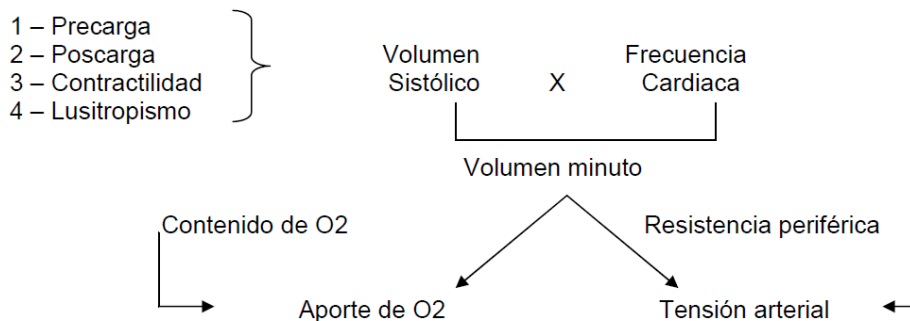 1 – Precarga
2 – Poscarga
3 – Contractilidad
4 – Lusitropismo
Volumen Sistólico
X
Frecuencia Cardiaca
Volumen minuto
Contenido de O2
Resistencia periférica
Aporte de O2
Tensión arterial